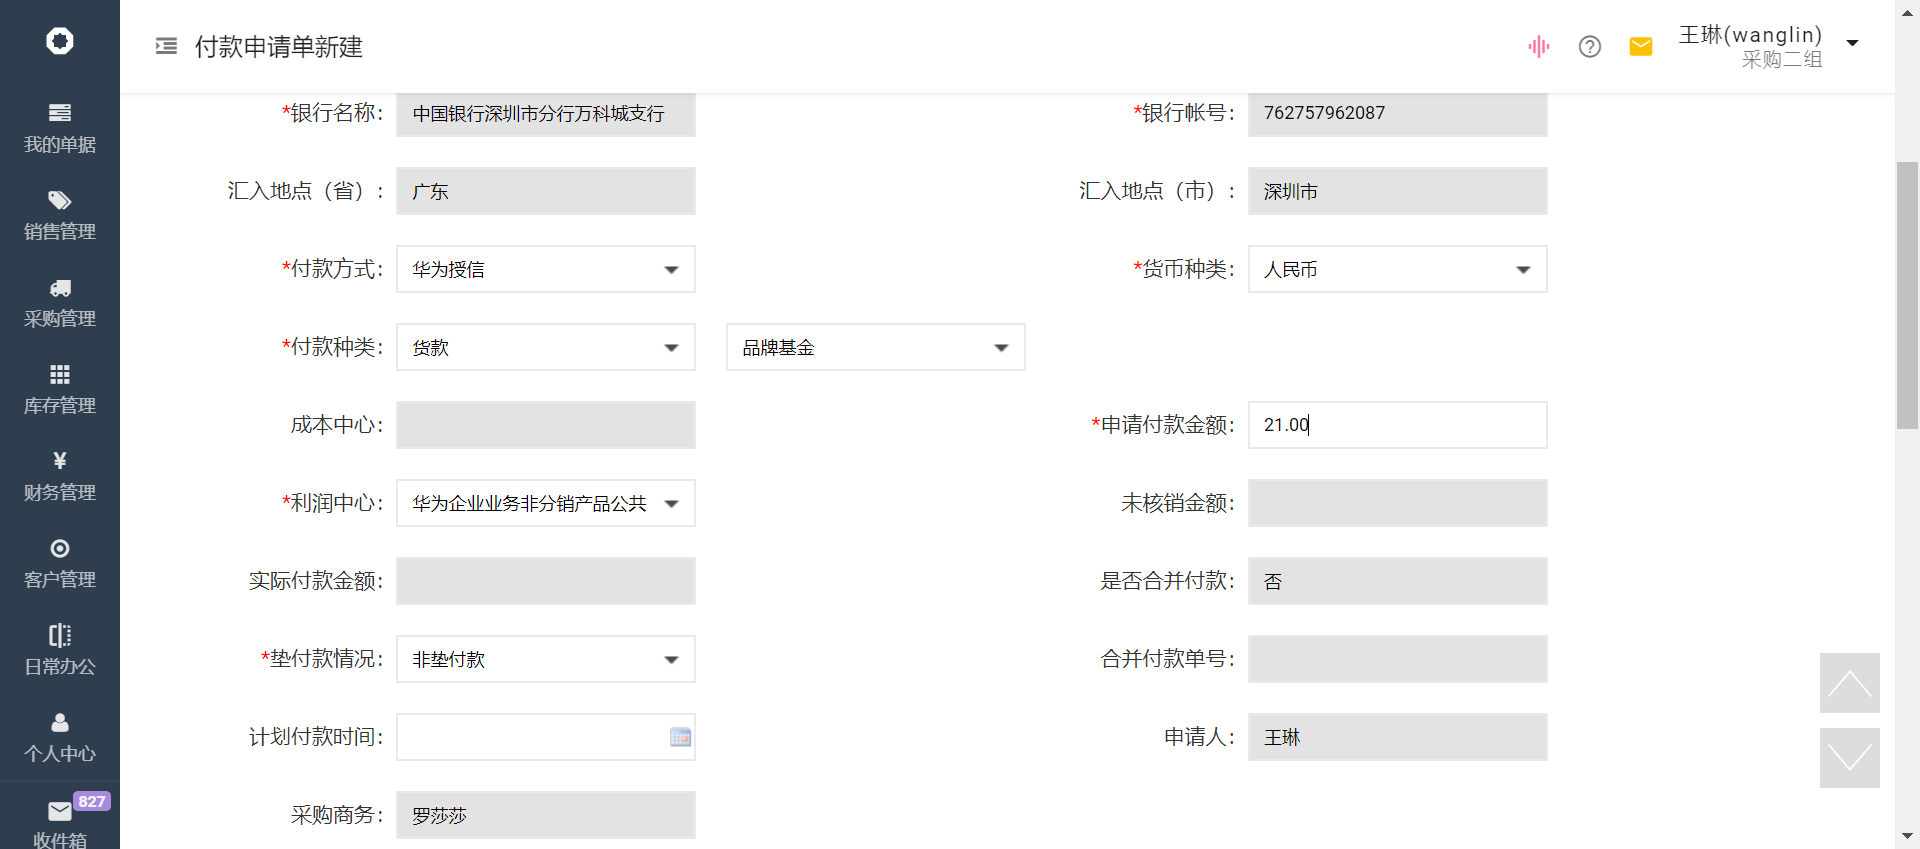 付款申请单新建
王琳(wanglin)
采购二组
我的单据
销售管理
采购管理
库存管理
¥
财务管理
客户管理
日常办公
个人中心
827
收件箱
*银行名称: 中国银行深圳市分行万科城支行 *银行帐号: 762757962087
汇入地点（省）: 广东 汇入地点（市）: 深圳市
*付款方式: 华为授信 *货币种类: 人民币
*付款种类: 货款 品牌基金
成本中心: *申请付款金额: 21.00
*利润中心: 华为企业业务非分销产品公共 未核销金额:
实际付款金额: 是否合并付款: 否
*垫付款情况: 非垫付款 合并付款单号:
计划付款时间: 申请人: 王琳
采购商务: 罗莎莎